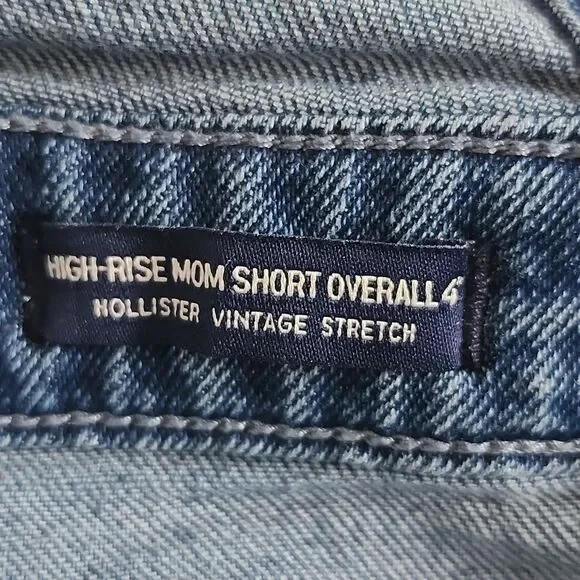 HIGH-RISE MOM SHORT OVERALL 4"
HOLLISTER VINTAGE STRETCH